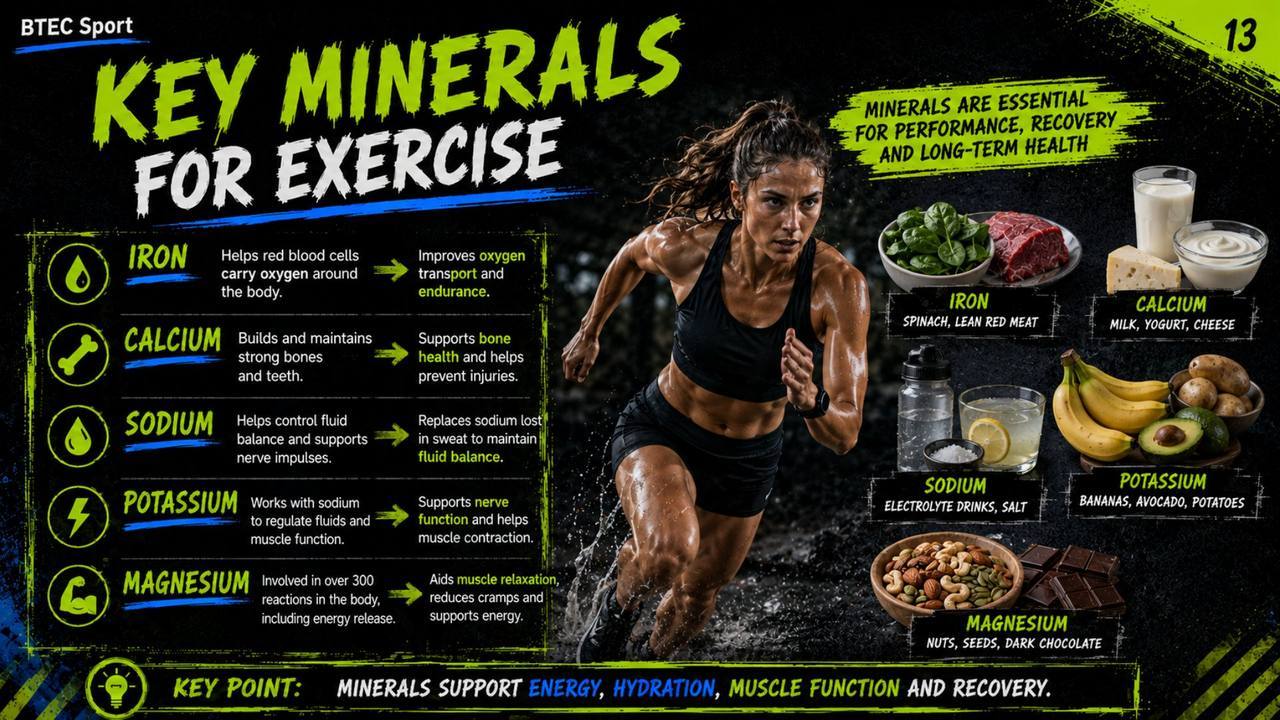 BTEC Sport
13
KEY MINERALS
FOR EXERCISE
MINERALS ARE ESSENTIAL
FOR PERFORMANCE, RECOVERY
AND LONG-TERM HEALTH
IRON
Helps red blood cells
carry oxygen around
the body.
Improves oxygen
transport and
endurance.
CALCIUM
Builds and maintains
strong bones
and teeth.
Supports bone
health and helps
prevent injuries.
SODIUM
Helps control fluid
balance and supports
nerve impulses.
Replaces sodium lost
in sweat to maintain
fluid balance.
POTASSIUM
Works with sodium
to regulate fluids and
muscle function.
Supports nerve
function and helps
muscle contraction.
MAGNESIUM
Involved in over 300
reactions in the body,
including energy release.
Aids muscle relaxation,
reduces cramps and
supports energy.
IRON
SPINACH, LEAN RED MEAT
CALCIUM
MILK, YOGURT, CHEESE
SODIUM
ELECTROLYTE DRINKS, SALT
POTASSIUM
BANANAS, AVOCADO, POTATOES
MAGNESIUM
NUTS, SEEDS, DARK CHOCOLATE
KEY POINT: MINERALS SUPPORT ENERGY, HYDRATION, MUSCLE FUNCTION AND RECOVERY.